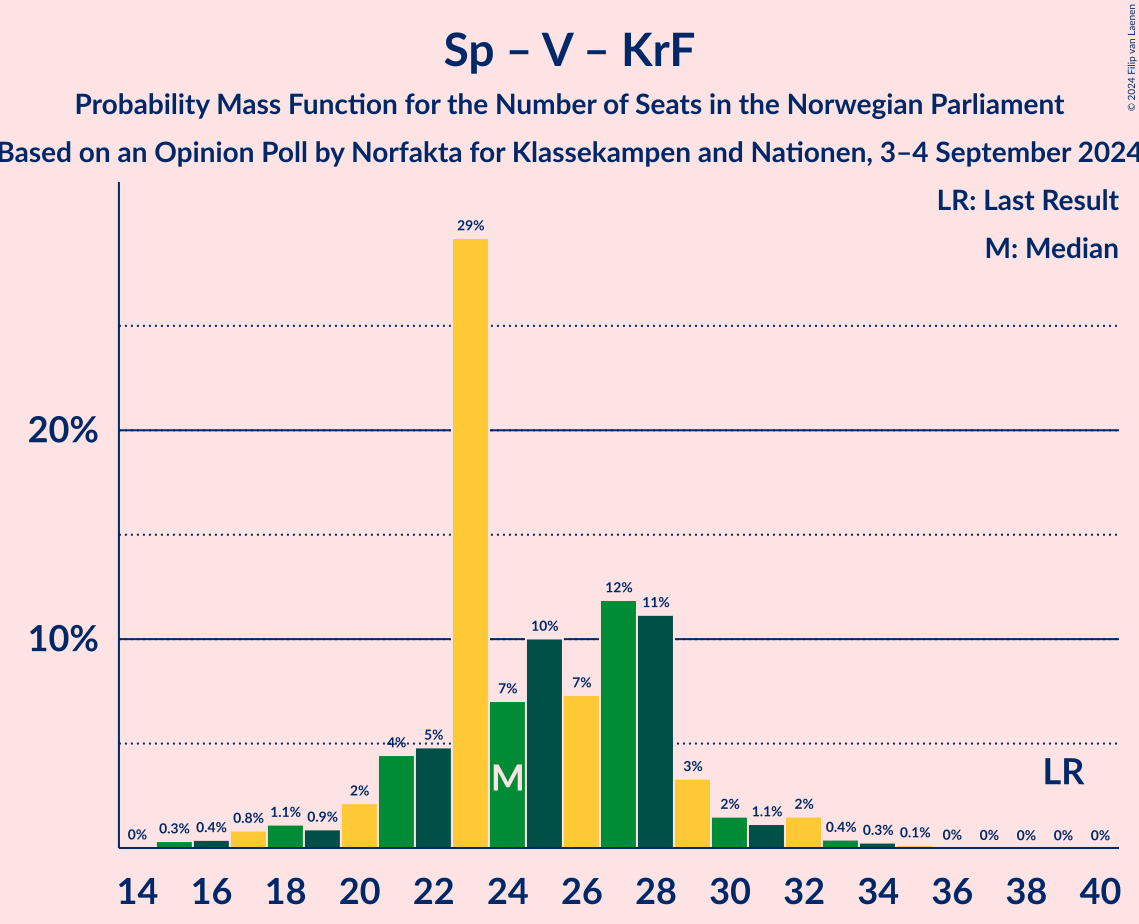 © 2024 Filip van Laenen
Sp – V – KrF
Probability Mass Function for the Number of Seats in the Norwegian Parliament
Based on an Opinion Poll by Norfakta for Klassekampen and Nationen, 3–4 September 2024
LR: Last Result
M: Median
20%
10%
0% 0.3% 0.4% 0.8% 1.1% 0.9% 2% 4% 5% 29% 7% 10% 7% 12% 11% 3% 2% 1.1% 2% 0.4% 0.3% 0.1% 0% 0% 0% 0% 0%
M
LR
14 16 18 20 22 24 26 28 30 32 34 36 38 40